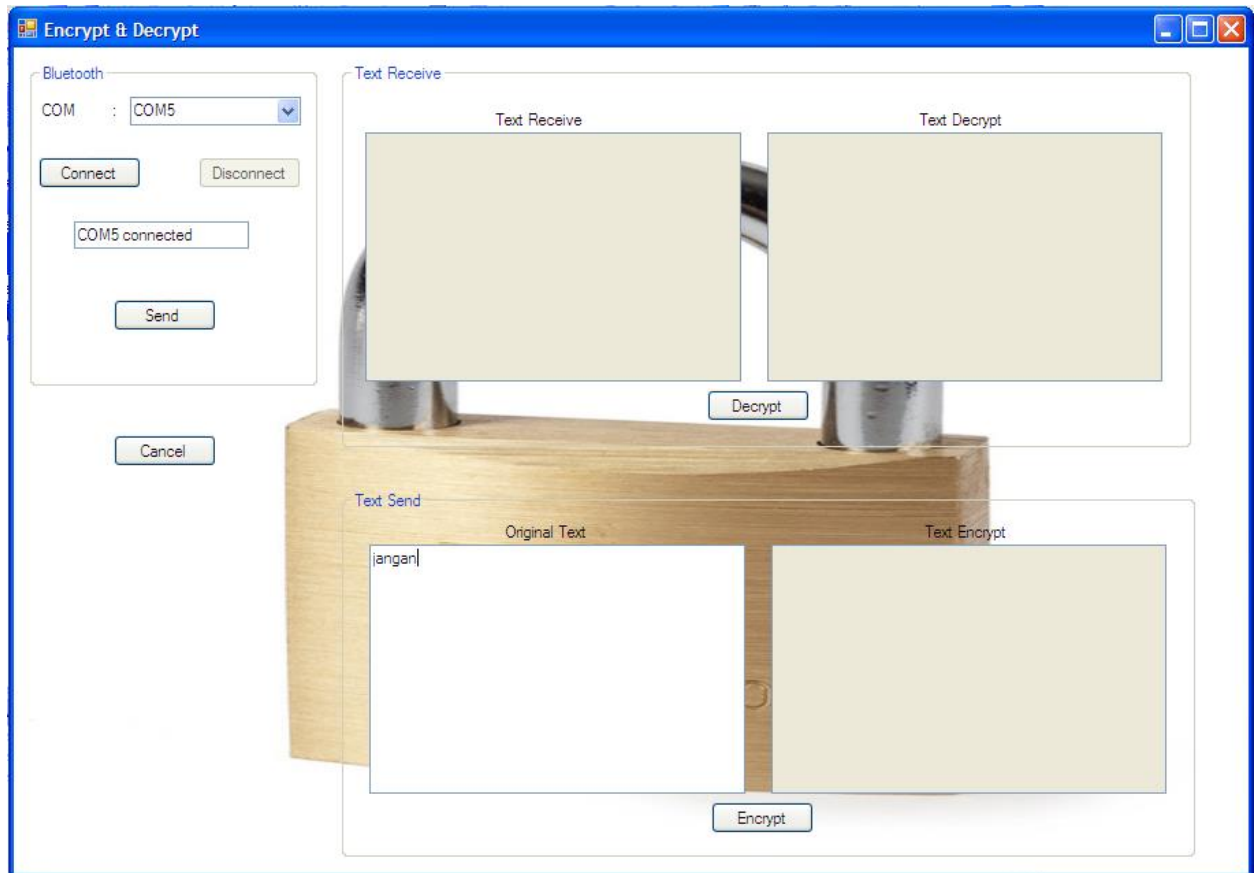 Encrypt & Decrypt
Bluetooth
COM : COM5
Connect Disconnect
COM5 connected
Send
Cancel
Text Receive
Text Receive Text Decrypt
Decrypt
Text Send
Original Text Text Encrypt
jangan
Encrypt